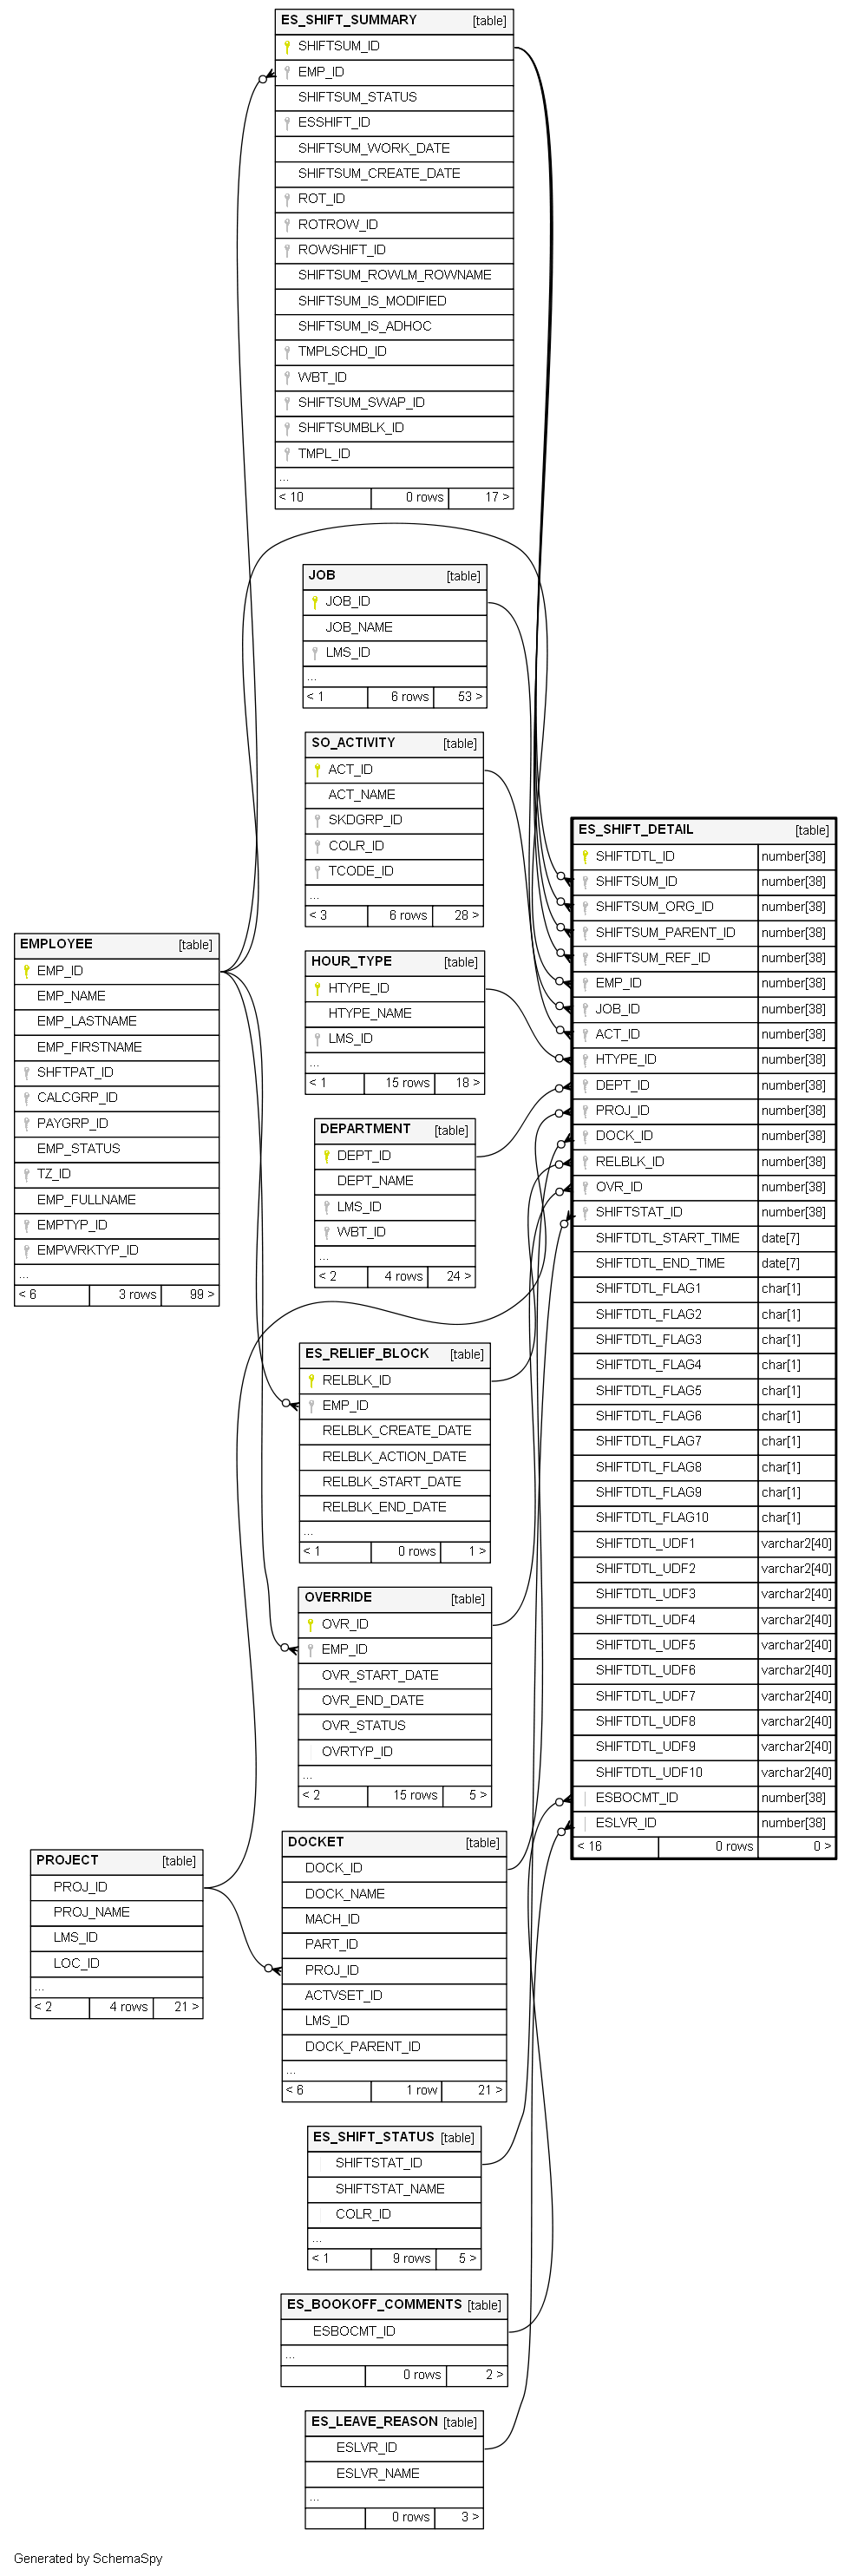 ES_SHIFT_SUMMARY [table]
SHIFTSUM_ID
EMP_ID
SHIFTSUM_STATUS
ESSHIFT_ID
SHIFTSUM_WORK_DATE
SHIFTSUM_CREATE_DATE
ROT_ID
ROTROW_ID
ROWSHIFT_ID
SHIFTSUM_ROWLM_ROWNAME
SHIFTSUM_IS_MODIFIED
SHIFTSUM_IS_ADHOC
TMPLSCHD_ID
WBT_ID
SHIFTSUM_SWAP_ID
SHIFTSUMBLK_ID
TMPL_ID
...
< 10 0 rows 17 >
JOB [table]
JOB_ID
JOB_NAME
LMS_ID
...
< 1 6 rows 53 >
SO_ACTIVITY [table]
ACT_ID
ACT_NAME
SKDGRP_ID
COLR_ID
TCODE_ID
...
< 3 6 rows 28 >
EMPLOYEE [table]
EMP_ID
EMP_NAME
EMP_LASTNAME
EMP_FIRSTNAME
SHFTPAT_ID
CALCGRP_ID
PAYGRP_ID
EMP_STATUS
TZ_ID
EMP_FULLNAME
EMPTYP_ID
EMPWRKTYP_ID
...
< 6 3 rows 99 >
HOUR_TYPE [table]
HTYPE_ID
HTYPE_NAME
LMS_ID
...
< 1 15 rows 18 >
DEPARTMENT [table]
DEPT_ID
DEPT_NAME
LMS_ID
WBT_ID
...
< 2 4 rows 24 >
ES_RELIEF_BLOCK [table]
RELBLK_ID
EMP_ID
RELBLK_CREATE_DATE
RELBLK_ACTION_DATE
RELBLK_START_DATE
RELBLK_END_DATE
...
< 1 0 rows 1 >
OVERRIDE [table]
OVR_ID
EMP_ID
OVR_START_DATE
OVR_END_DATE
OVR_STATUS
OVRTYP_ID
...
< 2 15 rows 5 >
PROJECT [table]
PROJ_ID
PROJ_NAME
LMS_ID
LOC_ID
...
< 2 4 rows 21 >
DOCKET [table]
DOCK_ID
DOCK_NAME
MACH_ID
PART_ID
PROJ_ID
ACTVSET_ID
LMS_ID
DOCK_PARENT_ID
...
< 6 1 row 21 >
ES_SHIFT_STATUS [table]
SHIFTSTAT_ID
SHIFTSTAT_NAME
COLR_ID
...
< 1 9 rows 5 >
ES_BOOKOFF_COMMENTS [table]
ESBOCMT_ID
...
0 rows 2 >
ES_LEAVE_REASON [table]
ESLVR_ID
ESLVR_NAME
...
0 rows 3 >
ES_SHIFT_DETAIL [table]
SHIFTDTL_ID number[38]
SHIFTSUM_ID number[38]
SHIFTSUM_ORG_ID number[38]
SHIFTSUM_PARENT_ID number[38]
SHIFTSUM_REF_ID number[38]
EMP_ID number[38]
JOB_ID number[38]
ACT_ID number[38]
HTYPE_ID number[38]
DEPT_ID number[38]
PROJ_ID number[38]
DOCK_ID number[38]
RELBLK_ID number[38]
OVR_ID number[38]
SHIFTSTAT_ID number[38]
SHIFTDTL_START_TIME date[7]
SHIFTDTL_END_TIME date[7]
SHIFTDTL_FLAG1 char[1]
SHIFTDTL_FLAG2 char[1]
SHIFTDTL_FLAG3 char[1]
SHIFTDTL_FLAG4 char[1]
SHIFTDTL_FLAG5 char[1]
SHIFTDTL_FLAG6 char[1]
SHIFTDTL_FLAG7 char[1]
SHIFTDTL_FLAG8 char[1]
SHIFTDTL_FLAG9 char[1]
SHIFTDTL_FLAG10 char[1]
SHIFTDTL_UDF1 varchar2[40]
SHIFTDTL_UDF2 varchar2[40]
SHIFTDTL_UDF3 varchar2[40]
SHIFTDTL_UDF4 varchar2[40]
SHIFTDTL_UDF5 varchar2[40]
SHIFTDTL_UDF6 varchar2[40]
SHIFTDTL_UDF7 varchar2[40]
SHIFTDTL_UDF8 varchar2[40]
SHIFTDTL_UDF9 varchar2[40]
SHIFTDTL_UDF10 varchar2[40]
ESBOCMT_ID number[38]
ESLVR_ID number[38]
< 16 0 rows 0 >
Generated by SchemaSpy